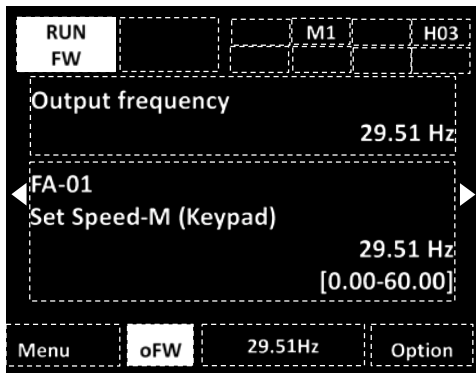 RUN M1 H03
FW
Output frequency
29.51 Hz
FA-01
Set Speed-M (Keypad)
29.51 Hz
[0.00-60.00]
Menu oFW 29.51Hz Option